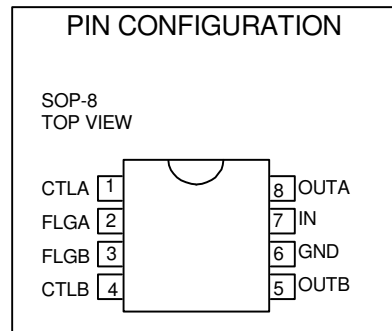 PIN CONFIGURATION
SOP-8
TOP VIEW
CTLA 1 8 OUTA
FLGA 2 7 IN
FLGB 3 6 GND
CTLB 4 5 OUTB